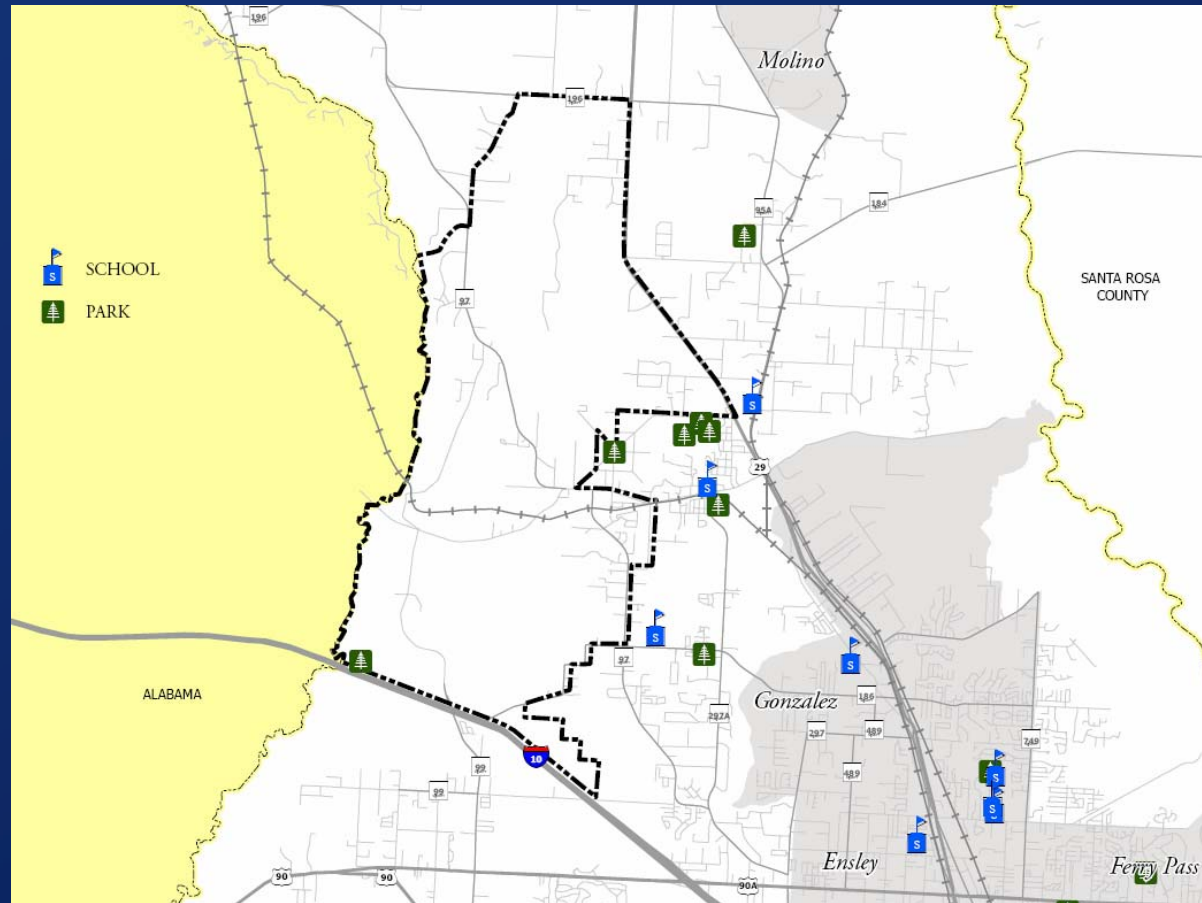 196
Molino
196
95A
184
SCHOOL
PARK
SANTA ROSA
COUNTY
97
S
29
S
S
S
97
ALABAMA
Gonzalez
186
297A
297
489
749
10
99
489
S
99
S
S
Ensley
Ferry Pass
90
90
90A
S